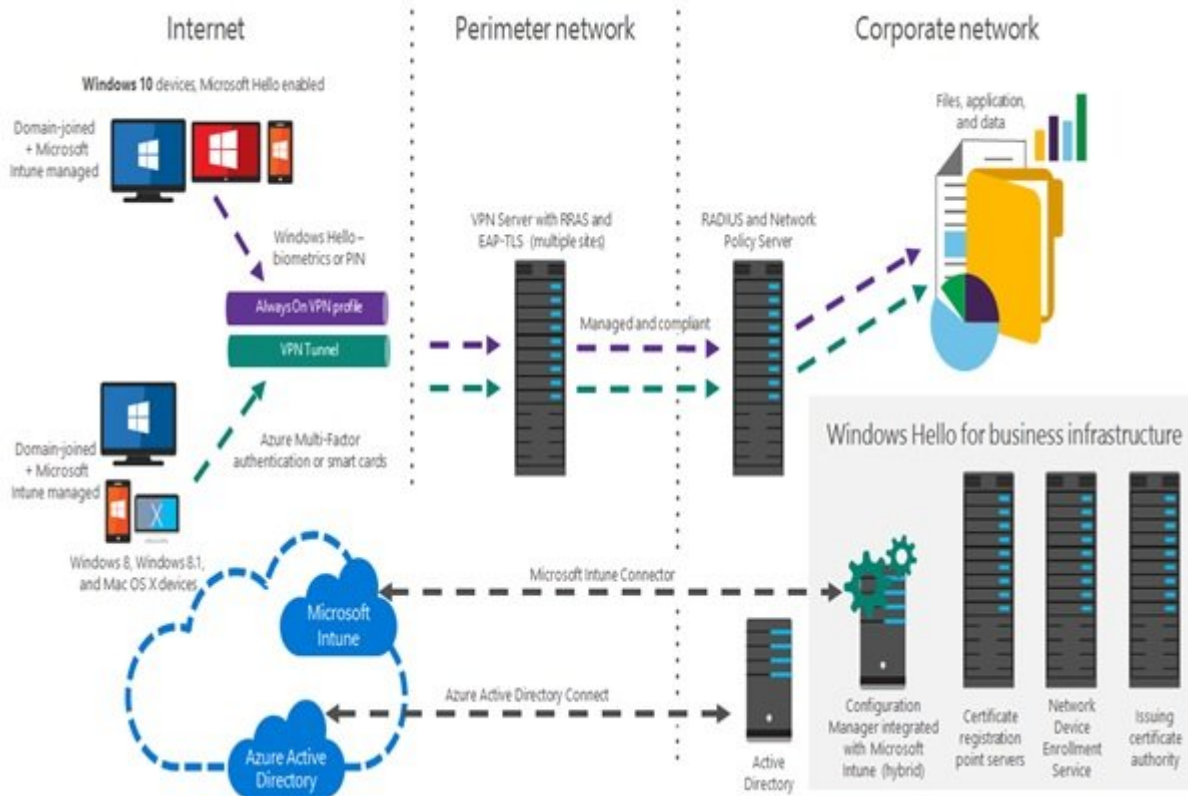 Internet
Perimeter network
Corporate network
Windows 10 devices, Microsoft Hello enabled
Domain-joined
+ Microsoft
Intune managed
Files, application,
and data
Windows Hello –
biometrics or PIN
VPN Server with RRAS and
EAP-TLS (multiple sites)
RADIUS and Network
Policy Server
Always On VPN profile
VPN Tunnel
Managed and compliant
Domain-joined
+ Microsoft
Intune managed
Azure Multi-Factor
authentication or smart cards
X
Windows 8, Windows 8.1,
and Mac OS X devices
Windows Hello for business infrastructure
Microsoft Intune Connector
Microsoft
Intune
Azure Active Directory Connect
Azure Active
Directory
Active
Directory
Configuration
Manager integrated
with Microsoft
Intune (hybrid)
Certificate
registration
point servers
Network
Device
Enrollment
Service
Issuing
certificate
authority